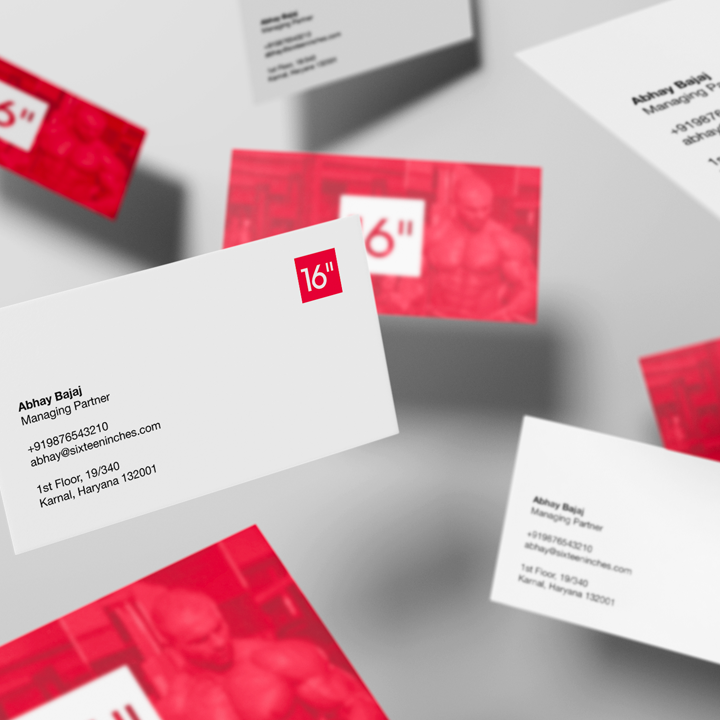 Abhay Bajaj
Managing Partner
+919876543210
abhay@sixteeninches.com
1st Floor, 19/340
Karnal, Haryana 132001
6"
Abhay Bajaj
Managing P
+91987
abhay
1s
16"
16"
Abhay Bajaj
Managing Partner
+919876543210
abhay@sixteeninches.com
1st Floor, 19/340
Karnal, Haryana 132001
Abhay Bajaj
Managing Partner
+919876543210
abhay@sixteeninches.com
1st Floor, 19/340
Karnal, Haryana 132001